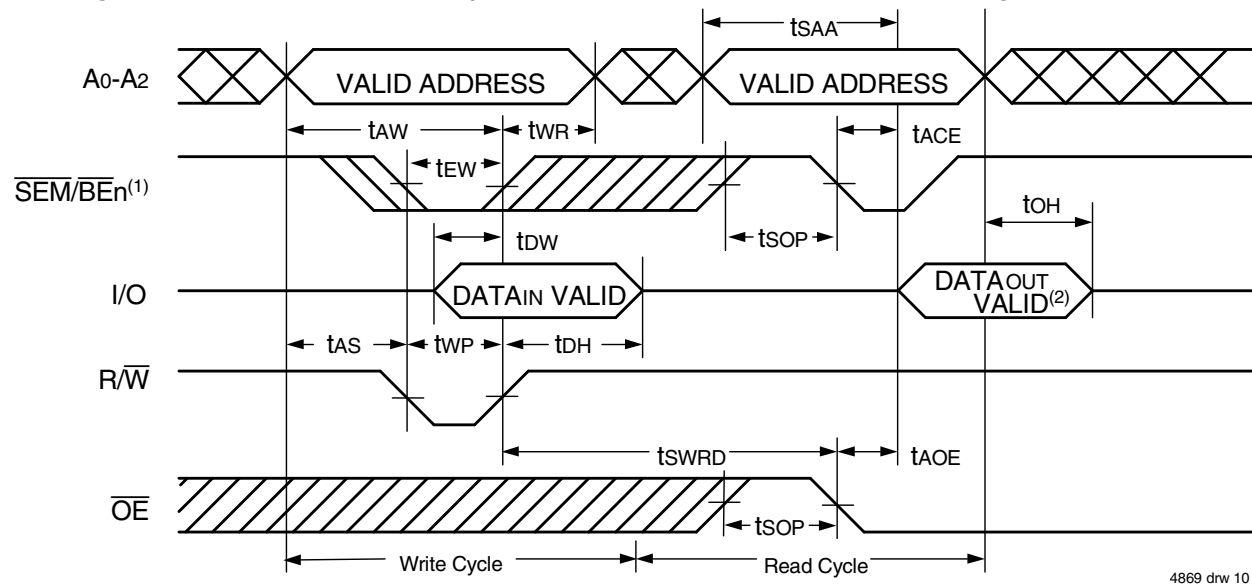 tSAA
A0-A2
VALID ADDRESS
VALID ADDRESS
tAW
tWR
tACE
tEW
SEM/BEn(1)
tSOP
tOH
tDW
I/O
DATAIN VALID
DATAOUT
VALID(2)
tAS
tWP
tDH
R/W
tSWRD
tAOE
OE
tSOP
Write Cycle
Read Cycle
4869 drw 10